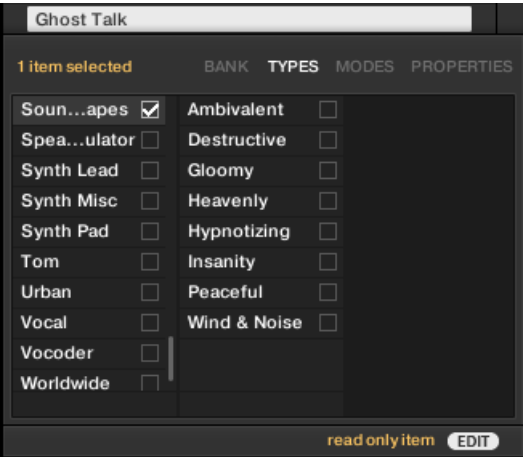 Ghost Talk
1 item selected BANK TYPES MODES PROPERTIES
Soun...apes Ambivalent
Spea...ulator Destructive
Synth Lead Gloomy
Synth Misc Heavenly
Synth Pad Hypnotizing
Tom Insanity
Urban Peaceful
Vocal Wind & Noise
Vocoder
Worldwide
read only item EDIT